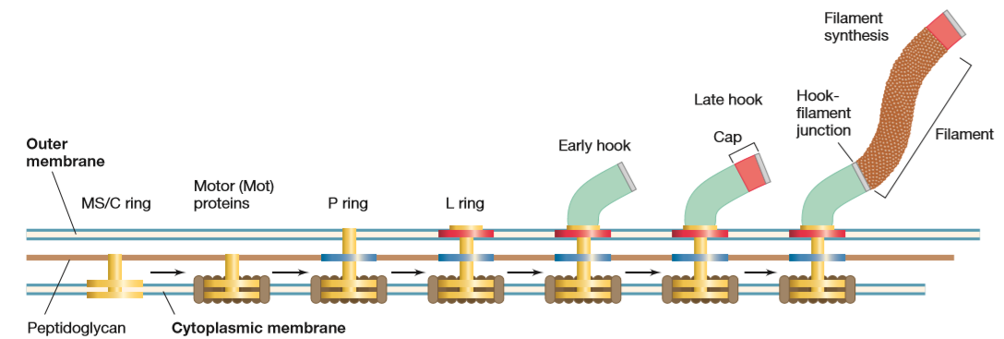 Filament
synthesis
Late hook
Hook-
filament
junction
Cap
Filament
Early hook
Outer
membrane
MS/C ring
Motor (Mot)
proteins
P ring
L ring
Peptidoglycan
Cytoplasmic membrane